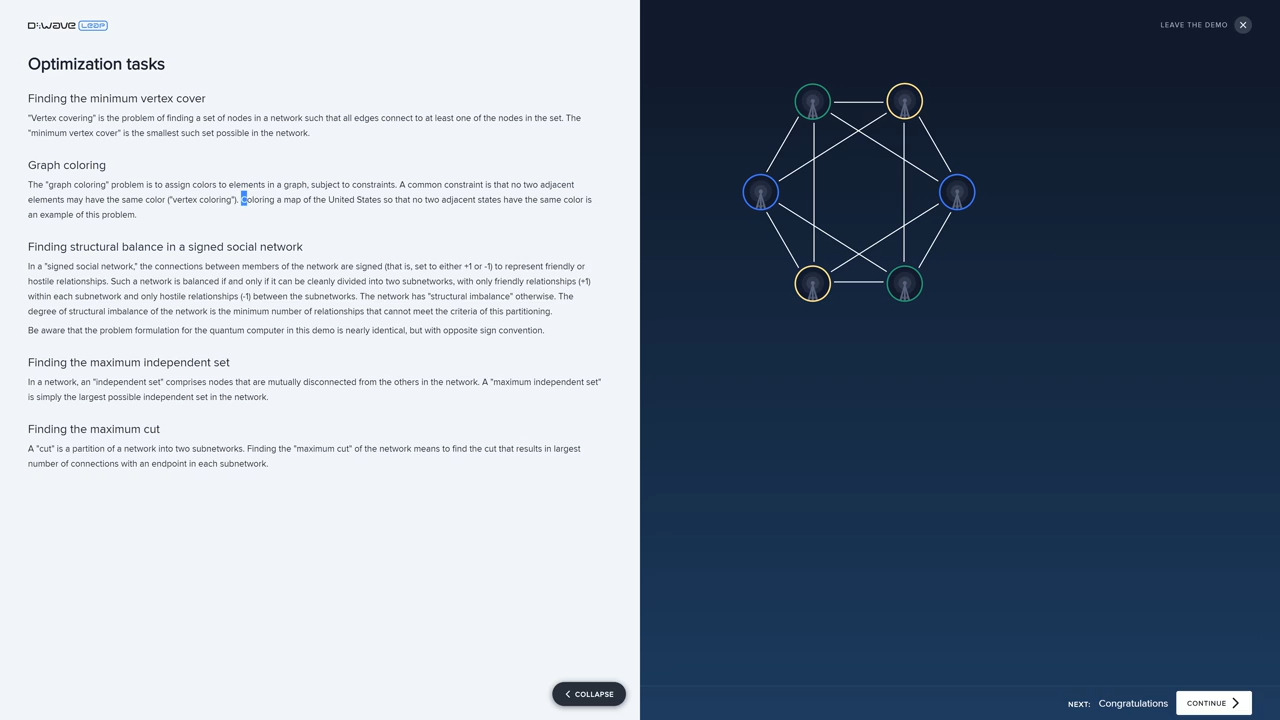 D:Wave Leap
LEAVE THE DEMO
Optimization tasks
Finding the minimum vertex cover
"Vertex covering" is the problem of finding a set of nodes in a network such that all edges connect to at least one of the nodes in the set. The
"minimum vertex cover" is the smallest such set possible in the network.
Graph coloring
The "graph coloring" problem is to assign colors to elements in a graph, subject to constraints. A common constraint is that no two adjacent
elements may have the same color ("vertex coloring"). Coloring a map of the United States so that no two adjacent states have the same color is
an example of this problem.
Finding structural balance in a signed social network
In a "signed social network," the connections between members of the network are signed (that is, set to either +1 or -1) to represent friendly or
hostile relationships. Such a network is balanced if and only if it can be cleanly divided into two subnetworks, with only friendly relationships (+1)
within each subnetwork and only hostile relationships (-1) between the subnetworks. The network has "structural imbalance" otherwise. The
degree of structural imbalance of the network is the minimum number of relationships that cannot meet the criteria of this partitioning.
Be aware that the problem formulation for the quantum computer in this demo is nearly identical, but with opposite sign convention.
Finding the maximum independent set
In a network, an "independent set" comprises nodes that are mutually disconnected from the others in the network. A "maximum independent set"
is simply the largest possible independent set in the network.
Finding the maximum cut
A "cut" is a partition of a network into two subnetworks. Finding the "maximum cut" of the network means to find the cut that results in largest
number of connections with an endpoint in each subnetwork.
COLLAPSE
NEXT: Congratulations
CONTINUE